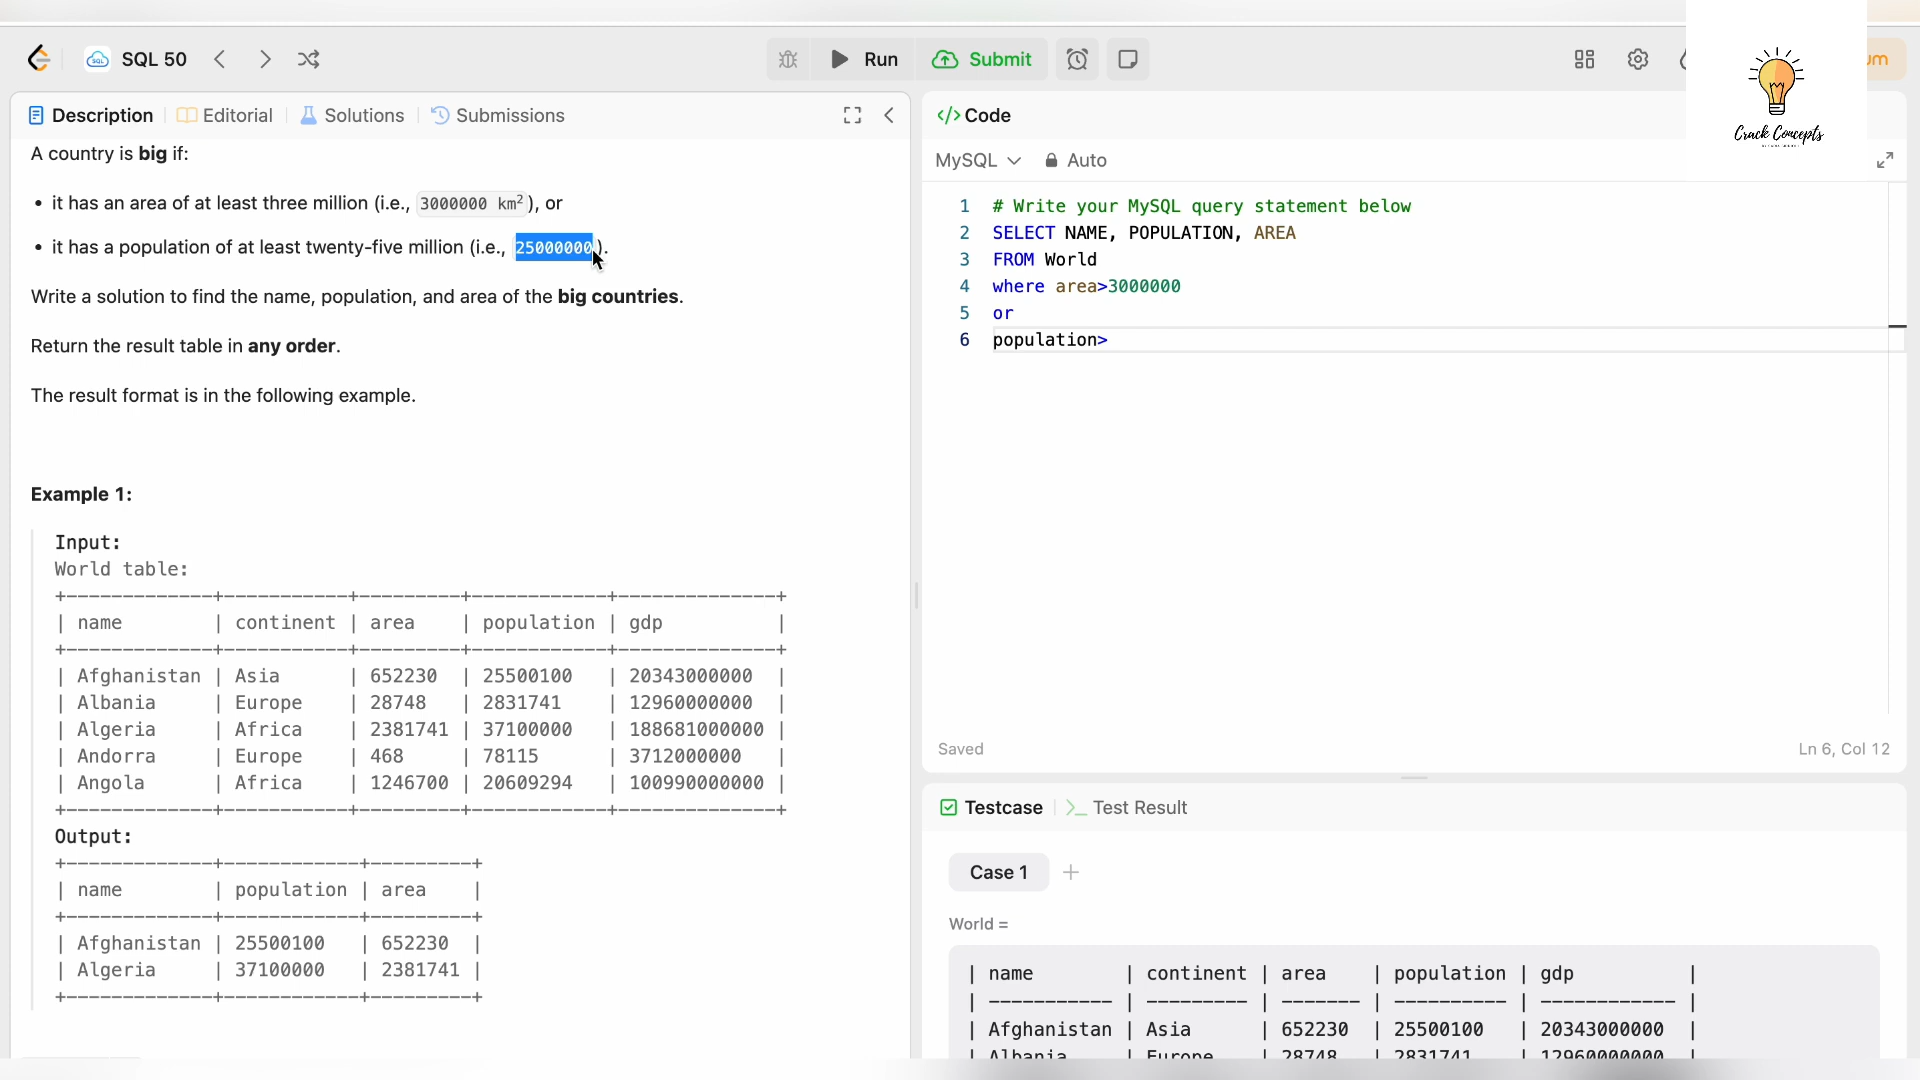 SQL 50
Run
Submit
um
Crack Concepts
Description
Editorial
Solutions
Submissions
</> Code
MySQL
Auto
A country is big if:
• it has an area of at least three million (i.e., 3000000 km²), or
• it has a population of at least twenty-five million (i.e., 25000000).
Write a solution to find the name, population, and area of the big countries.
Return the result table in any order.
The result format is in the following example.
Example 1:
Input:
World table:
+-------------+-----------+---------+------------+--------------+
| name | continent | area | population | gdp |
+-------------+-----------+---------+------------+--------------+
| Afghanistan | Asia | 652230 | 25500100 | 20343000000 |
| Albania | Europe | 28748 | 2831741 | 12960000000 |
| Algeria | Africa | 2381741 | 37100000 | 188681000000 |
| Andorra | Europe | 468 | 78115 | 3712000000 |
| Angola | Africa | 1246700 | 20609294 | 100990000000 |
+-------------+-----------+---------+------------+--------------+
Output:
+-------------+------------+---------+
| name | population | area |
+-------------+------------+---------+
| Afghanistan | 25500100 | 652230 |
| Algeria | 37100000 | 2381741 |
+-------------+------------+---------+
1 # Write your MySQL query statement below
2 SELECT NAME, POPULATION, AREA
3 FROM World
4 where area>3000000
5 or
6 population>
Saved
Ln 6, Col 12
Testcase
>_ Test Result
Case 1 +
World =
| name | continent | area | population | gdp |
| ----------- | --------- | ------- | ---------- | ------------ |
| Afghanistan | Asia | 652230 | 25500100 | 20343000000 |
| Albania | Europe | 28748 | 2831741 | 12960000000 |